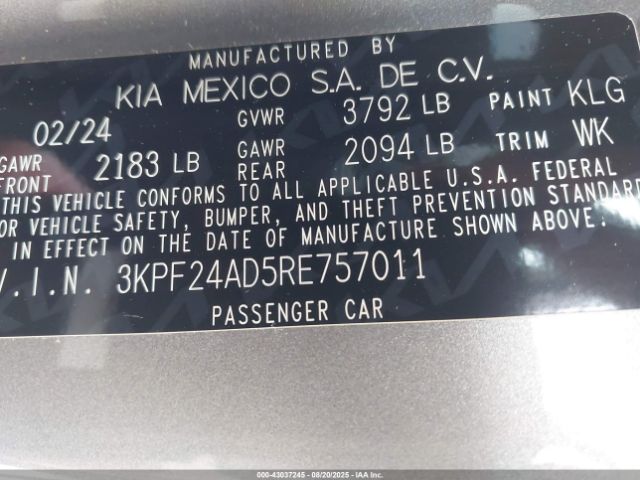 MANUFACTURED BY
KIA MEXICO S.A. DE C.V.
02/24 GVWR 3792 LB PAINT KLG
GAWR FRONT 2183 LB GAWR REAR 2094 LB TRIM WK
THIS VEHICLE CONFORMS TO ALL APPLICABLE U.S.A. FEDERAL
OR VEHICLE SAFETY, BUMPER, AND THEFT PREVENTION STANDARD
IN EFFECT ON THE DATE OF MANUFACTURE SHOWN ABOVE.
V.I.N. 3KPF24AD5RE757011
PASSENGER CAR
000-43037245 - 08/20/2025 - IAAI